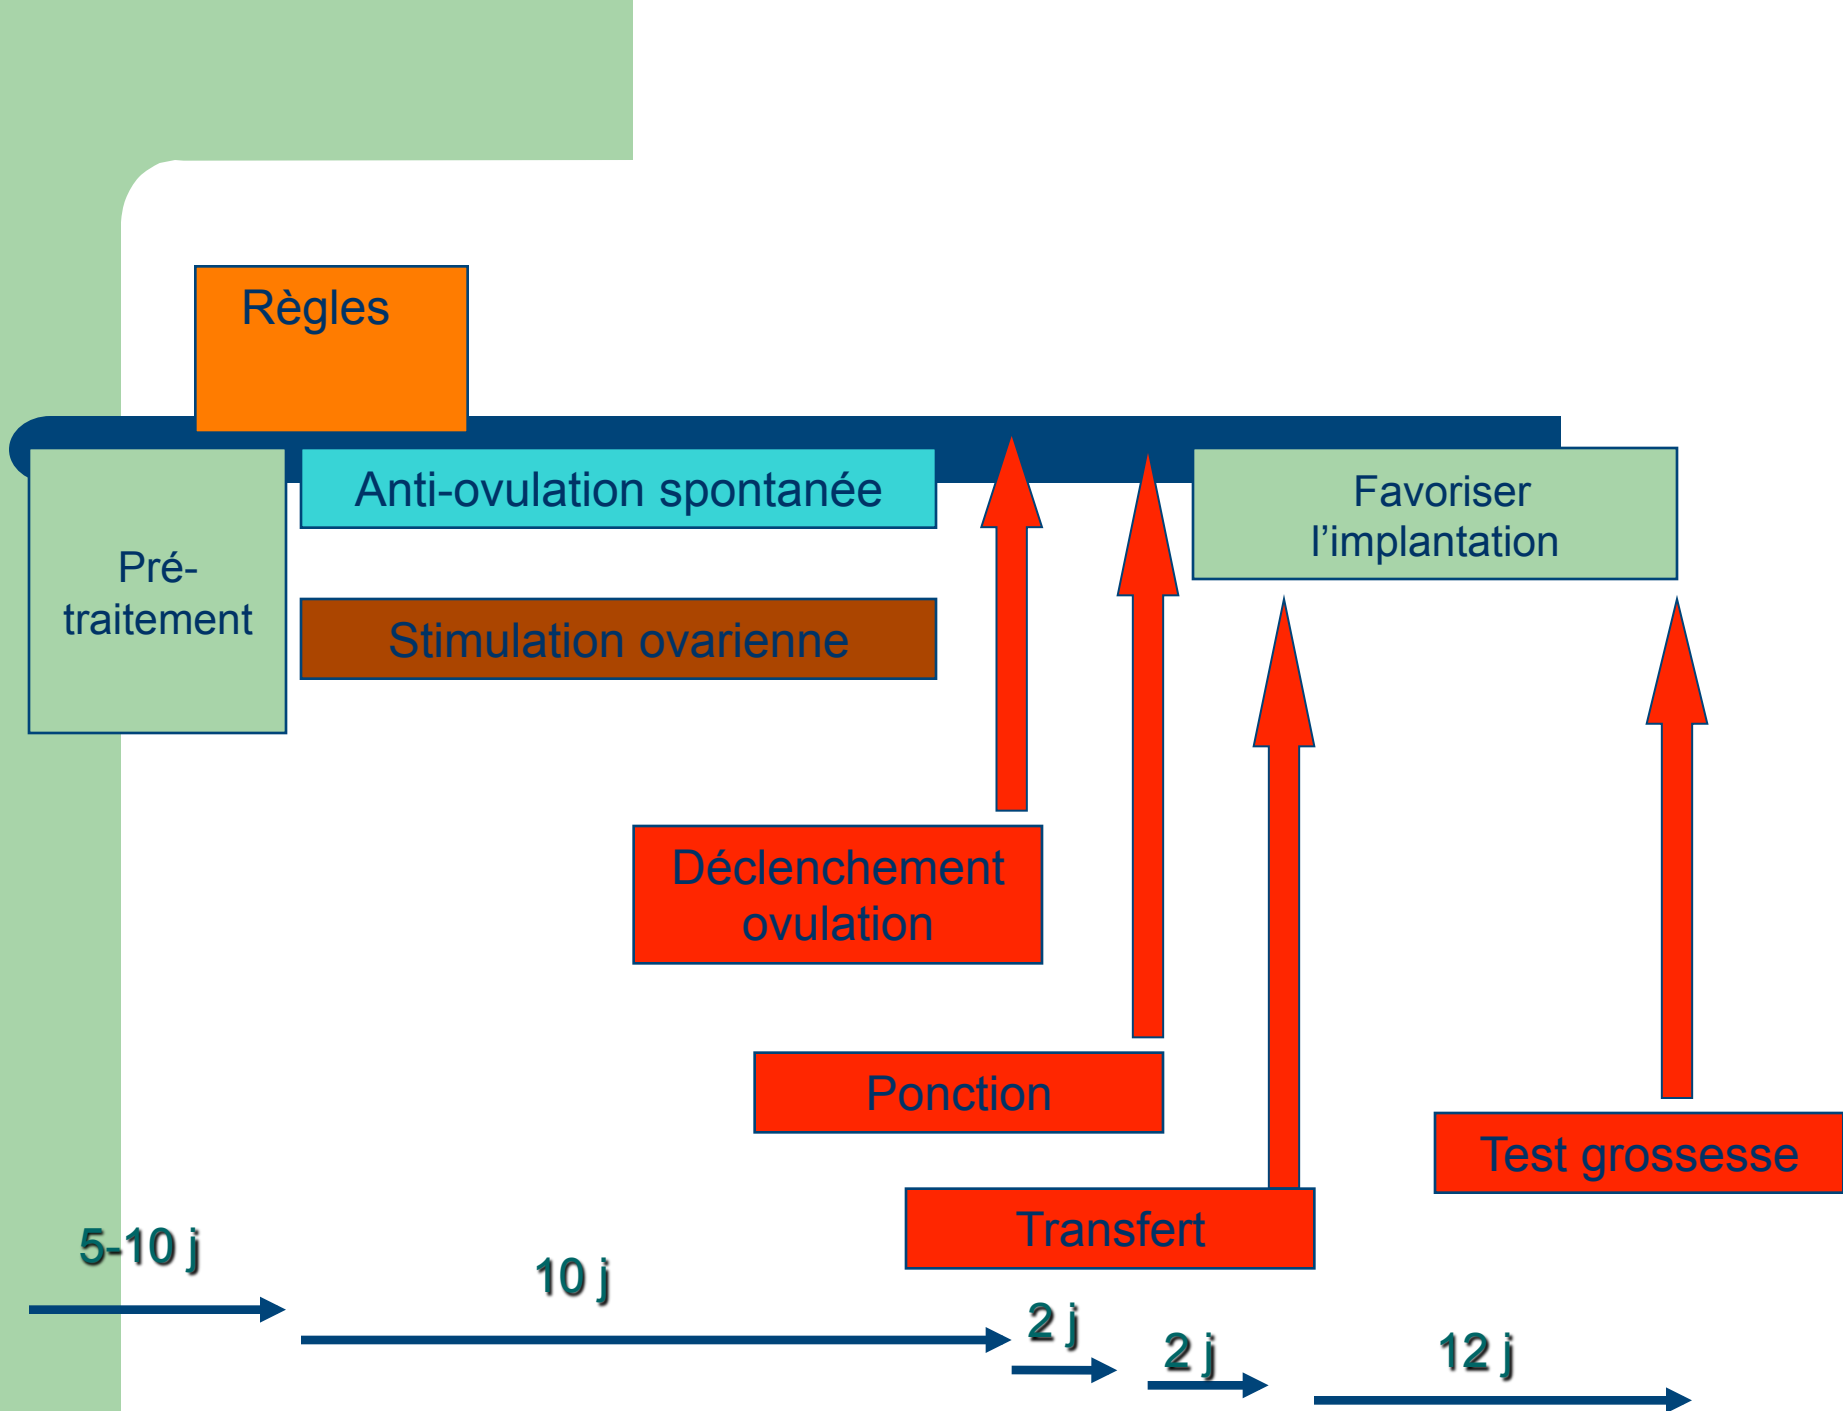 Règles
Anti-ovulation spontanée
Favoriser
l’implantation
Pré-
traitement
Stimulation ovarienne
Déclenchement
ovulation
Ponction
Test grossesse
Transfert
5-10 j
10 j
2 j
2 j
12 j